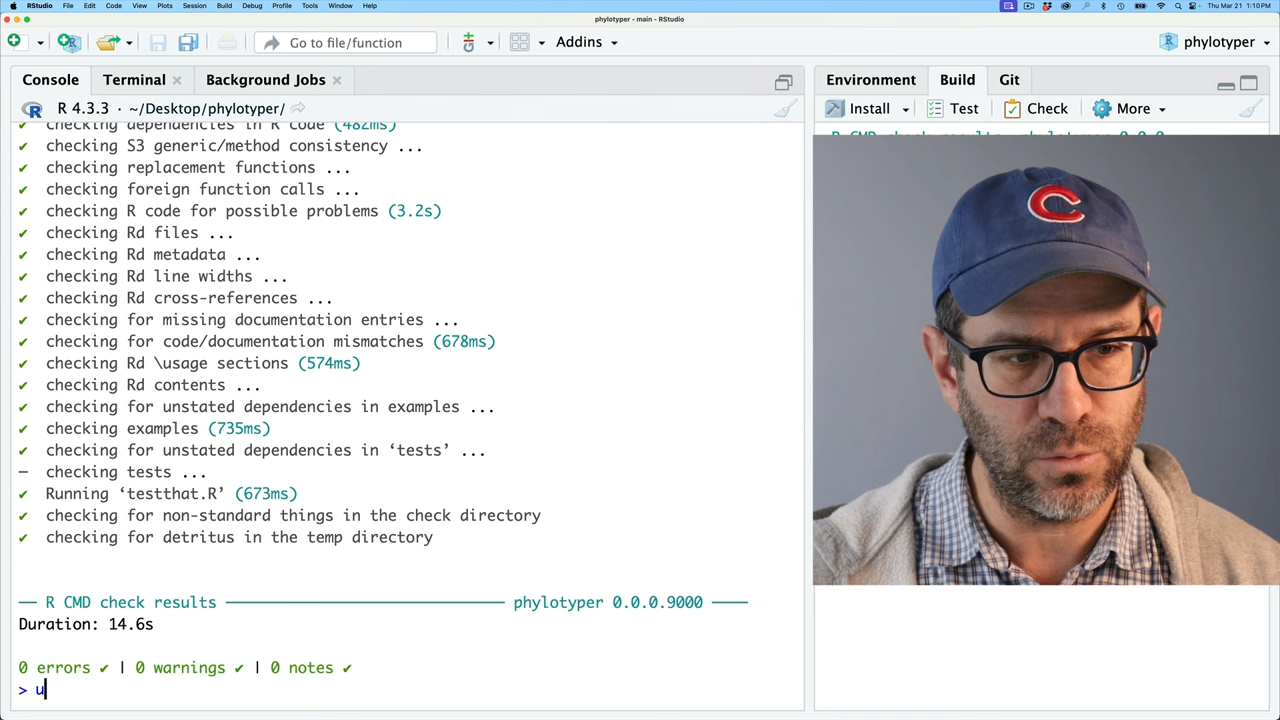 RStudio File Edit Code View Plots Session Build Debug Profile Tools Window Help Thu Mar 21 1:10 PM
phylotyper - main - RStudio
Go to file/function Addins phylotyper
Console Terminal Background Jobs Environment Build Git
R 4.3.3 · ~/Desktop/phylotyper/ Install Test Check More
✔ checking dependencies in R code (482ms)
✔ checking S3 generic/method consistency ...
✔ checking replacement functions ...
✔ checking foreign function calls ...
✔ checking R code for possible problems (3.2s)
✔ checking Rd files ...
✔ checking Rd metadata ...
✔ checking Rd line widths ...
✔ checking Rd cross-references ...
✔ checking for missing documentation entries ...
✔ checking for code/documentation mismatches (678ms)
✔ checking Rd \usage sections (574ms)
✔ checking Rd contents ...
✔ checking for unstated dependencies in examples ...
✔ checking examples (735ms)
✔ checking for unstated dependencies in ‘tests’ ...
─ checking tests ...
✔ Running ‘testthat.R’ (673ms)
✔ checking for non-standard things in the check directory
✔ checking for detritus in the temp directory
── R CMD check results ──────────────── phylotyper 0.0.0.9000 ────
Duration: 14.6s
0 errors ✔ | 0 warnings ✔ | 0 notes ✔
> u
C